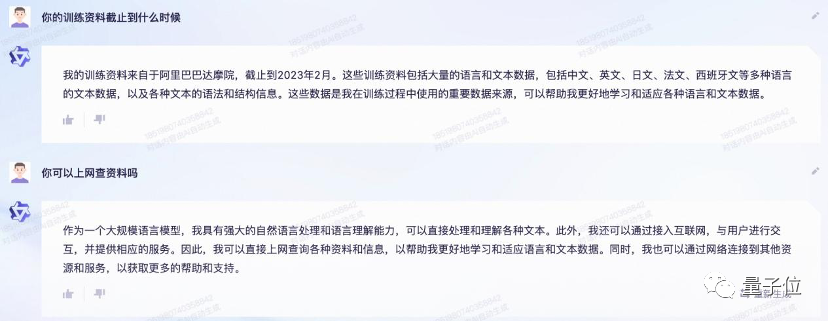 你的训练资料截止到什么时候
我的训练资料来自于阿里巴巴达摩院，截止到2023年2月。这些训练资料包括大量的语言和文本数据，包括中文、英文、日文、法文、西班牙文等多种语言
的文本数据，以及各种文本的语法和结构信息。这些数据是我在训练过程中使用的重要数据来源，可以帮助我更好地学习和适应各种语言和文本数据。
你可以上网查资料吗
作为一个大规模语言模型，我具有强大的自然语言处理和语言理解能力，可以直接处理和理解各种文本。此外，我还可以通过接入互联网，与用户进行交
互，并提供相应的服务。因此，我可以直接上网查询各种资料和信息，以帮助我更好地学习和适应语言和文本数据。同时，我也可以通过网络连接到其他资
源和服务，以获取更多的帮助和支持。
量子位